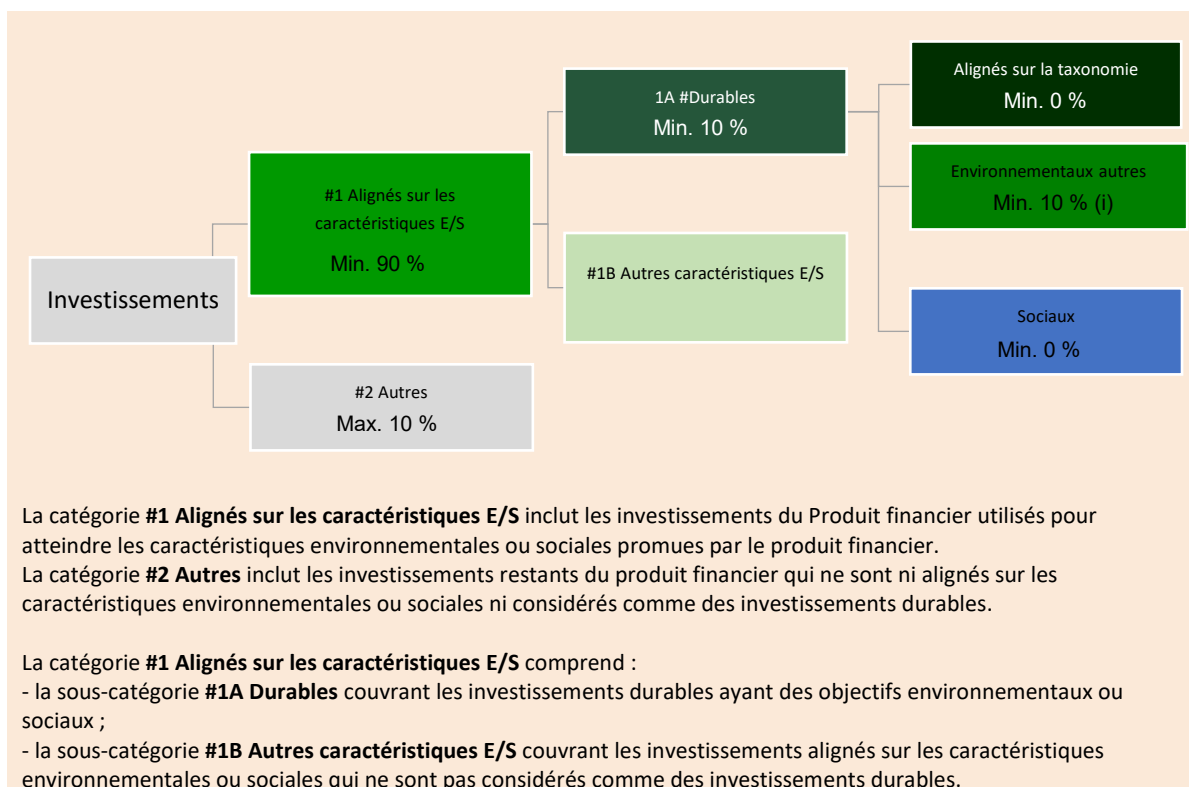 Alignés sur la taxonomie
Min. 0 %
1A #Durables
Min. 10 %
Environnementaux autres
Min. 10 % (i)
#1 Alignés sur les
caractéristiques E/S
Min. 90 %
#1B Autres caractéristiques E/S
Investissements
Sociaux
Min. 0 %
#2 Autres
Max. 10 %
La catégorie #1 Alignés sur les caractéristiques E/S inclut les investissements du Produit financier utilisés pour
atteindre les caractéristiques environnementales ou sociales promues par le produit financier.
La catégorie #2 Autres inclut les investissements restants du produit financier qui ne sont ni alignés sur les
caractéristiques environnementales ou sociales ni considérés comme des investissements durables.
La catégorie #1 Alignés sur les caractéristiques E/S comprend :
- la sous-catégorie #1A Durables couvrant les investissements durables ayant des objectifs environnementaux ou
sociaux ;
- la sous-catégorie #1B Autres caractéristiques E/S couvrant les investissements alignés sur les caractéristiques
environnementales ou sociales qui ne sont pas considérés comme des investissements durables.